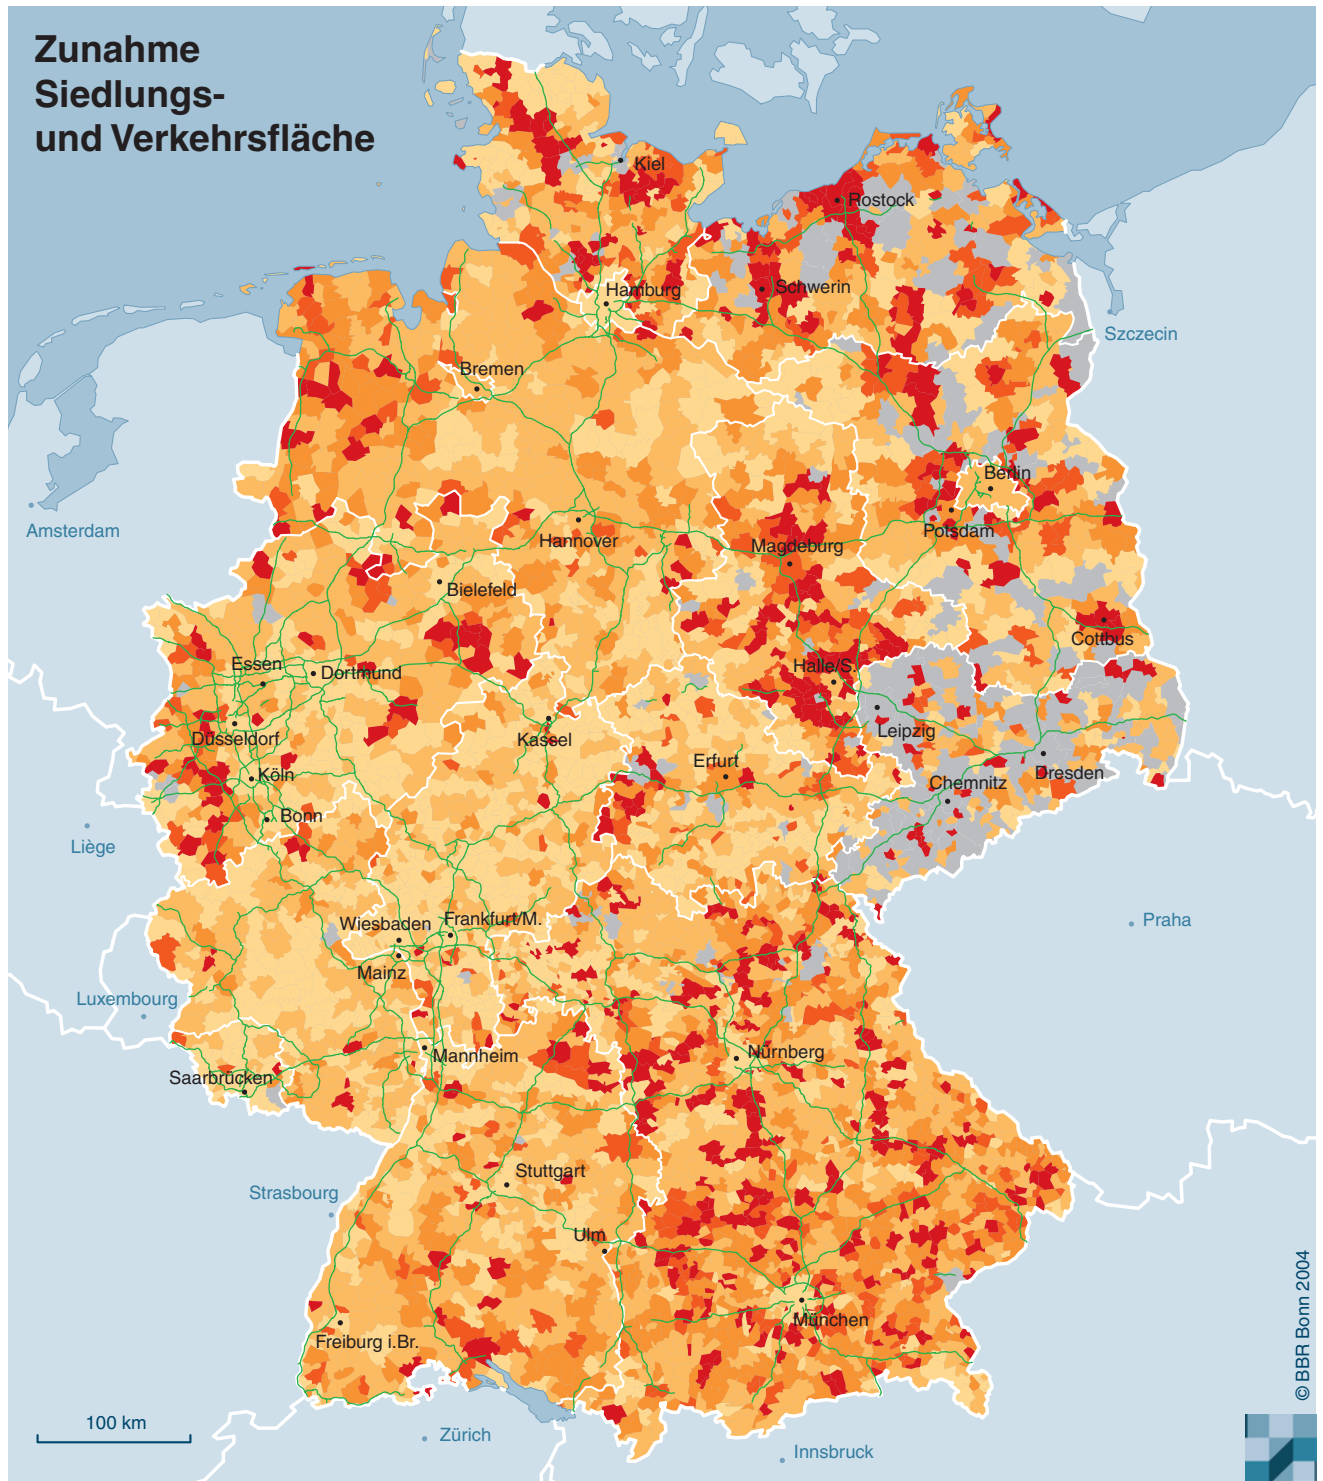 Zunahme
Siedlungs-
und Verkehrsfläche
Kiel
Rostock
Hamburg
Schwerin
Szczecin
Bremen
Berlin
Amsterdam
Potsdam
Hannover
Magdeburg
Bielefeld
Cottbus
Essen
Dortmund
Halle/S.
Leipzig
Düsseldorf
Kassel
Erfurt
Dresden
Köln
Chemnitz
Bonn
Liège
Wiesbaden
Frankfurt/M.
Praha
Mainz
Luxembourg
Mannheim
Nürnberg
Saarbrücken
Stuttgart
Strasbourg
Ulm
München
Freiburg i.Br.
© BBR Bonn 2004
100 km
Zürich
Innsbruck